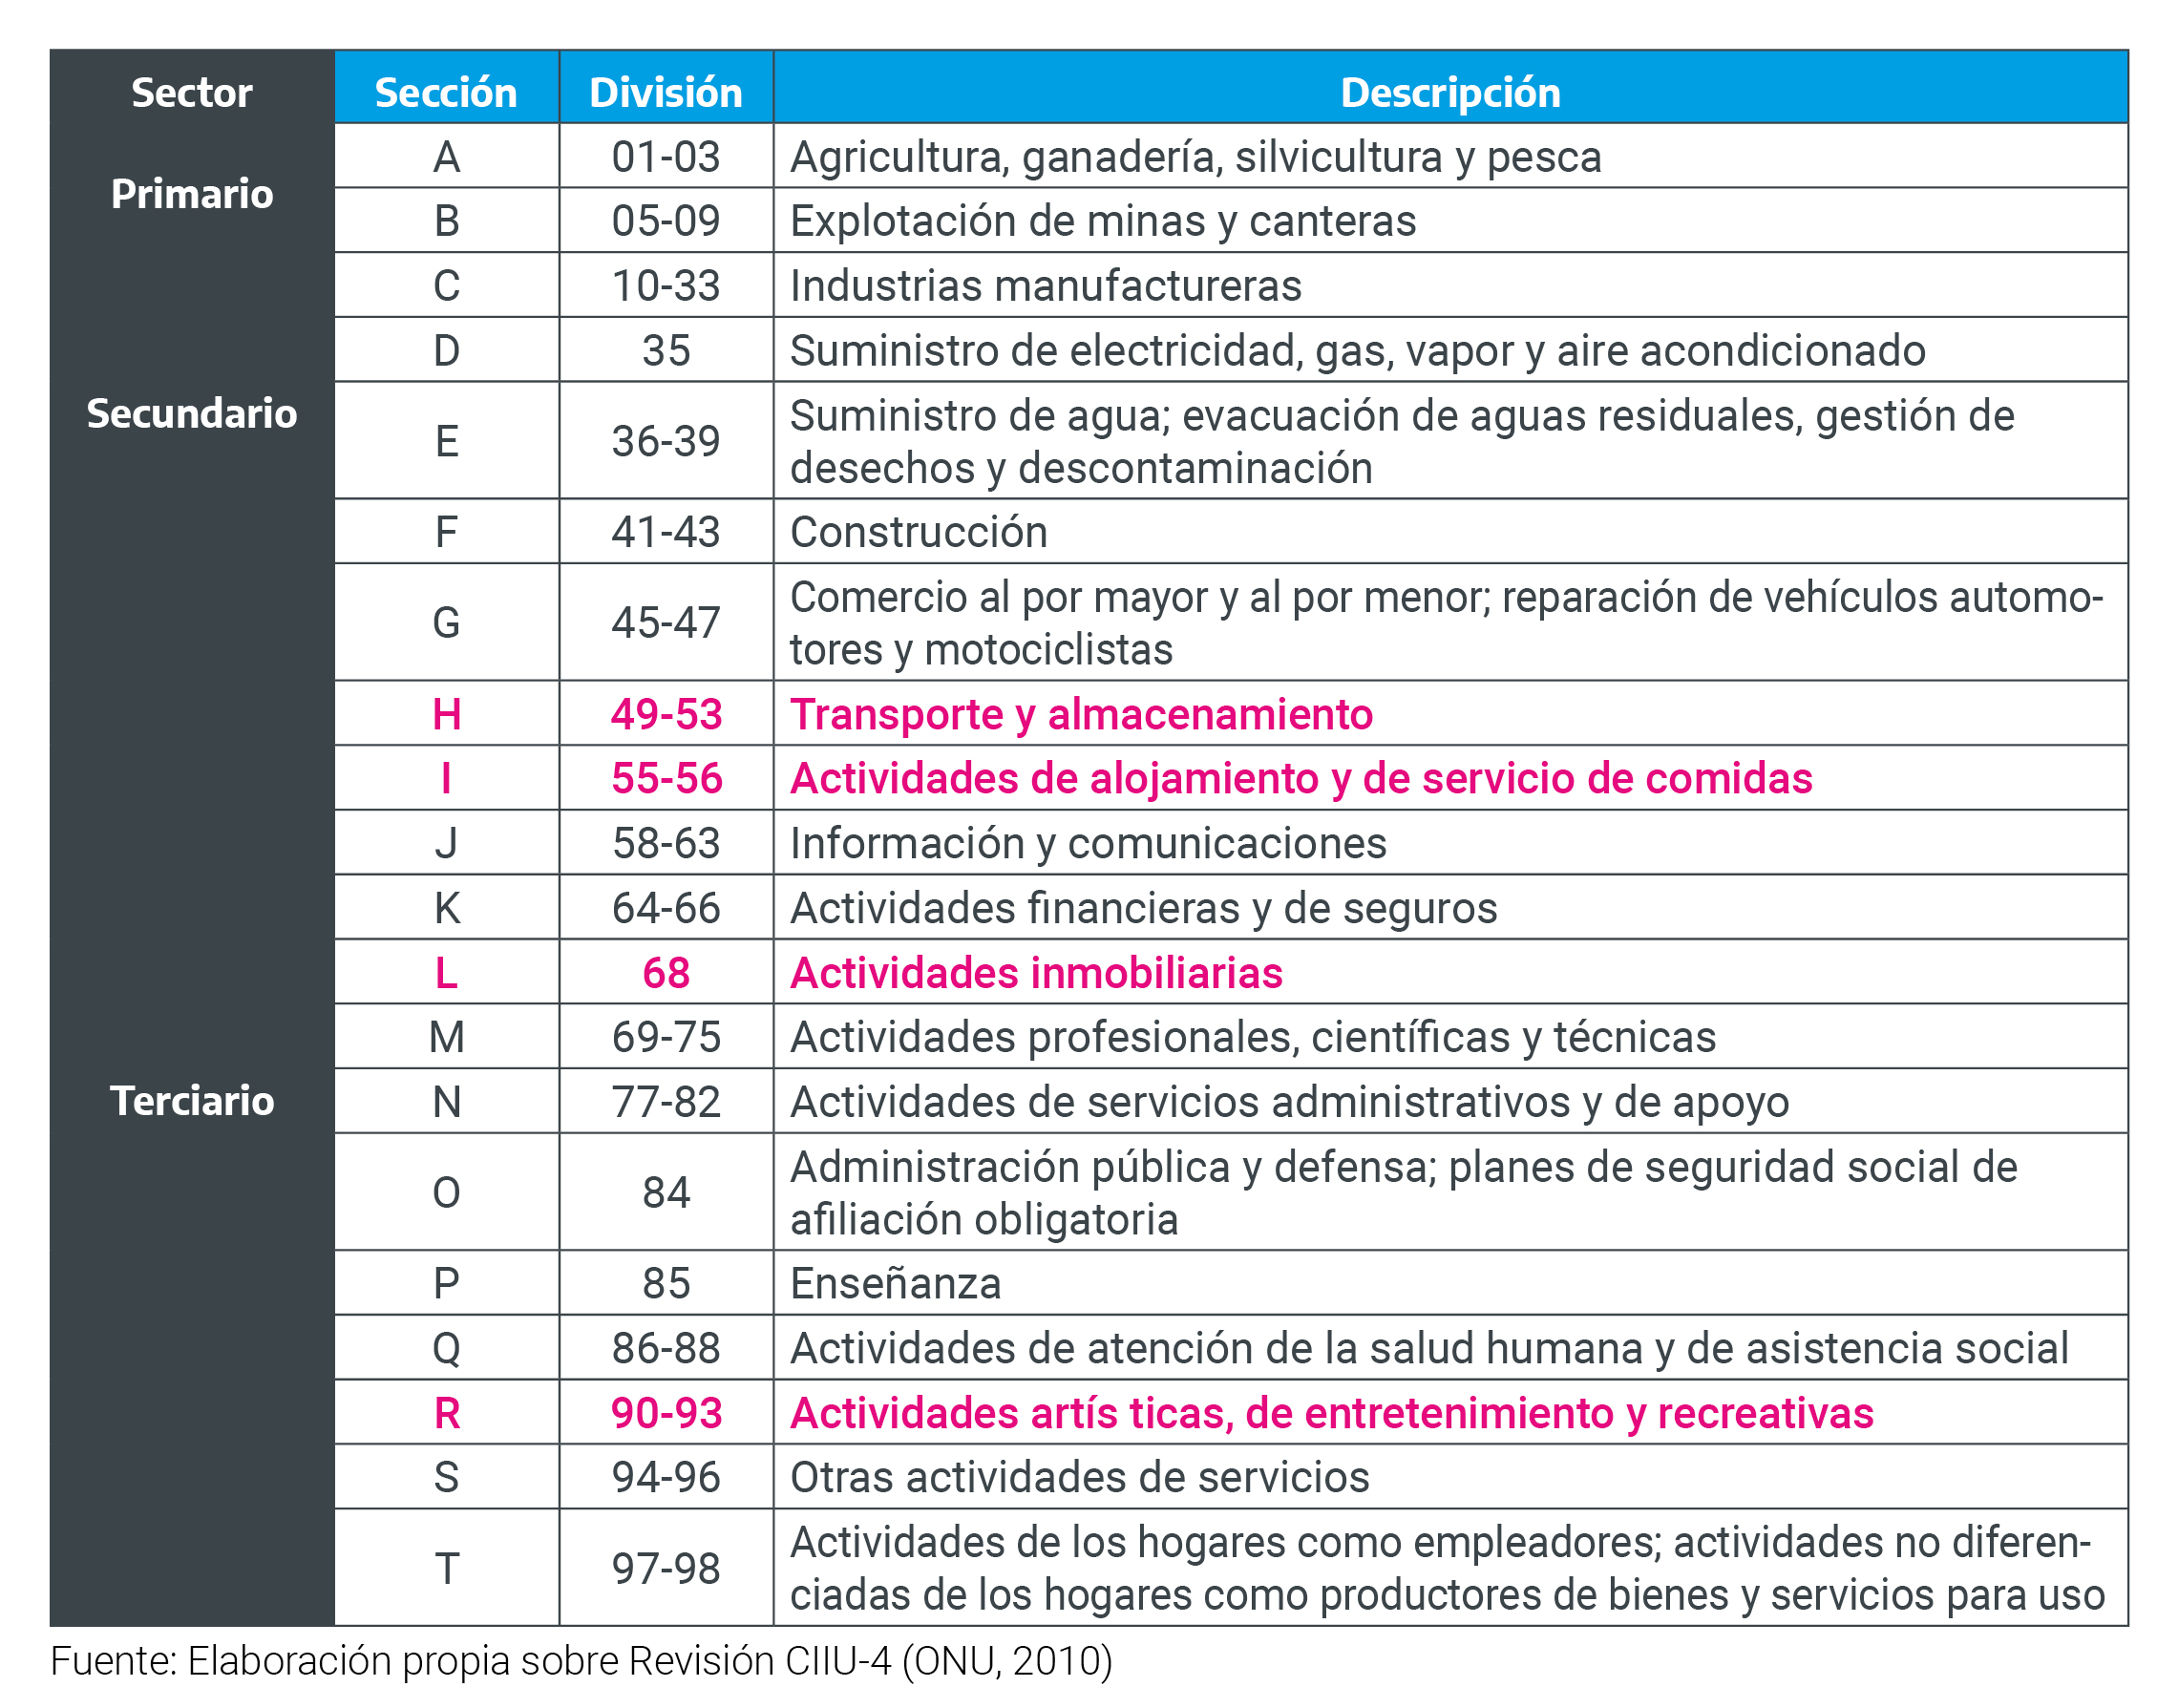 Sector Sección División Descripción
Primario
A 01-03 Agricultura, ganadería, silvicultura y pesca
B 05-09 Explotación de minas y canteras
Secundario
C 10-33 Industrias manufactureras
D 35 Suministro de electricidad, gas, vapor y aire acondicionado
E 36-39 Suministro de agua; evacuación de aguas residuales, gestión de
desechos y descontaminación
F 41-43 Construcción
Terciario
G 45-47 Comercio al por mayor y al por menor; reparación de vehículos automo-
tores y motociclistas
H 49-53 Transporte y almacenamiento
I 55-56 Actividades de alojamiento y de servicio de comidas
J 58-63 Información y comunicaciones
K 64-66 Actividades financieras y de seguros
L 68 Actividades inmobiliarias
M 69-75 Actividades profesionales, científicas y técnicas
N 77-82 Actividades de servicios administrativos y de apoyo
O 84 Administración pública y defensa; planes de seguridad social de
afiliación obligatoria
P 85 Enseñanza
Q 86-88 Actividades de atención de la salud humana y de asistencia social
R 90-93 Actividades artís ticas, de entretenimiento y recreativas
S 94-96 Otras actividades de servicios
T 97-98 Actividades de los hogares como empleadores; actividades no diferen-
ciadas de los hogares como productores de bienes y servicios para uso
Fuente: Elaboración propia sobre Revisión CIIU-4 (ONU, 2010)